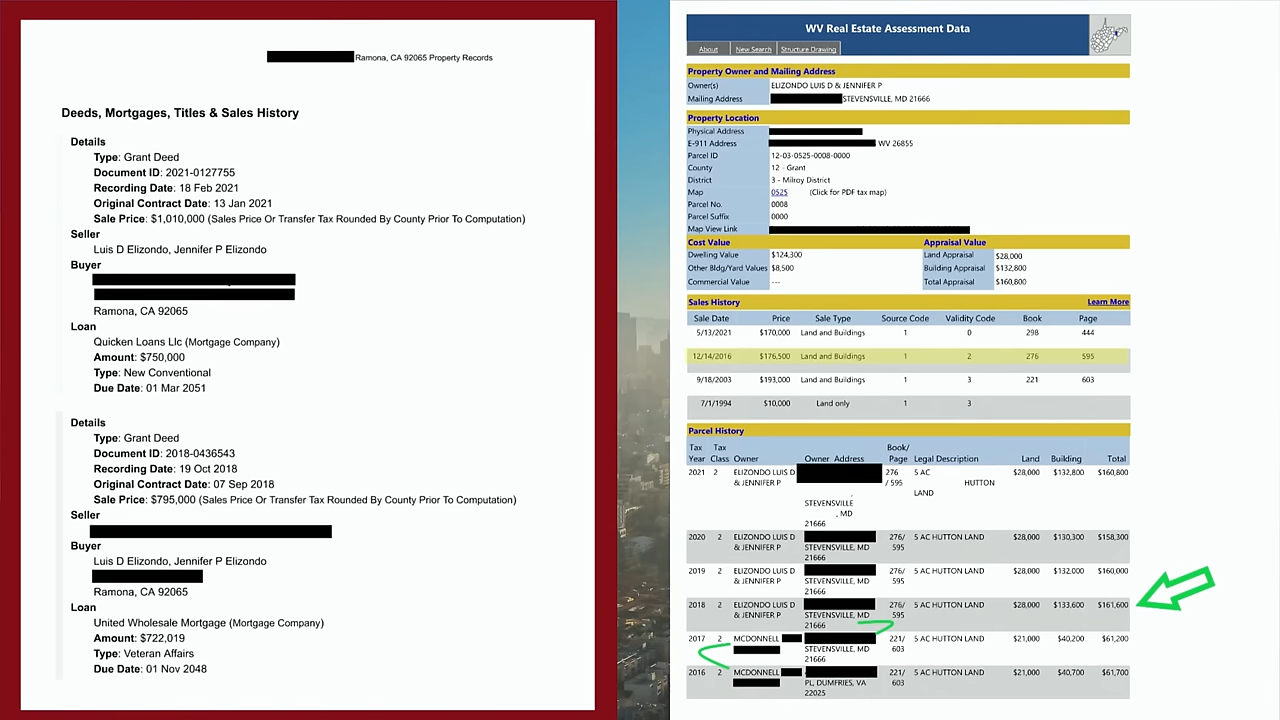 Ramona, CA 92065 Property Records
Deeds, Mortgages, Titles & Sales History
Details
Type: Grant Deed
Document ID: 2021-0127755
Recording Date: 18 Feb 2021
Original Contract Date: 13 Jan 2021
Sale Price: $1,010,000 (Sales Price Or Transfer Tax Rounded By County Prior To Computation)
Seller
Luis D Elizondo, Jennifer P Elizondo
Buyer
Ramona, CA 92065
Loan
Quicken Loans Llc (Mortgage Company)
Amount: $750,000
Type: New Conventional
Due Date: 01 Mar 2051
Details
Type: Grant Deed
Document ID: 2018-0436543
Recording Date: 19 Oct 2018
Original Contract Date: 07 Sep 2018
Sale Price: $795,000 (Sales Price Or Transfer Tax Rounded By County Prior To Computation)
Seller
Buyer
Luis D Elizondo, Jennifer P Elizondo
Ramona, CA 92065
Loan
United Wholesale Mortgage (Mortgage Company)
Amount: $722,019
Type: Veteran Affairs
Due Date: 01 Nov 2048
WV Real Estate Assessment Data
About New Search Structure Drawing
Property Owner and Mailing Address
Owner(s) ELIZONDO LUIS D & JENNIFER P
Mailing Address STEVENSVILLE, MD 21666
Property Location
Physical Address
E-911 Address WV 26855
Parcel ID 12-03-0525-0008-0000
County 12 - Grant
District 3 - Milroy District
Map 0525 (Click for PDF tax map)
Parcel No. 0008
Parcel Suffix 0000
Map View Link
Cost Value Appraisal Value
Dwelling Value $124,300 Land Appraisal $28,000
Other Bldg/Yard Values $8,500 Building Appraisal $132,800
Commercial Value --- Total Appraisal $160,800
Sales History Learn More
Sale Date Price Sale Type Source Code Validity Code Book Page
5/13/2021 $170,000 Land and Buildings 1 0 298 444
12/14/2016 $176,500 Land and Buildings 1 2 276 595
9/18/2003 $193,000 Land and Buildings 1 3 221 603
7/1/1994 $10,000 Land only 1 3
Parcel History
Tax Tax Book/
Year Class Owner Owner Address Page Legal Description Land Building Total
2021 2 ELIZONDO LUIS D 276 5 AC $28,000 $132,800 $160,800
& JENNIFER P / 595 HUTTON
LAND
STEVENSVILLE
, MD
21666
2020 2 ELIZONDO LUIS D 276/ 5 AC HUTTON LAND $28,000 $130,300 $158,300
& JENNIFER P STEVENSVILLE, MD 595
21666
2019 2 ELIZONDO LUIS D 276/ 5 AC HUTTON LAND $28,000 $132,000 $160,000
& JENNIFER P STEVENSVILLE, MD 595
21666
2018 2 ELIZONDO LUIS D 276/ 5 AC HUTTON LAND $28,000 $133,600 $161,600
& JENNIFER P STEVENSVILLE, MD 595
21666
2017 2 MCDONNELL 221/ 5 AC HUTTON LAND $21,000 $40,200 $61,200
STEVENSVILLE, MD 603
21666
2016 2 MCDONNELL 221/ 5 AC HUTTON LAND $21,000 $40,700 $61,700
PL, DUMFRIES, VA 603
22025